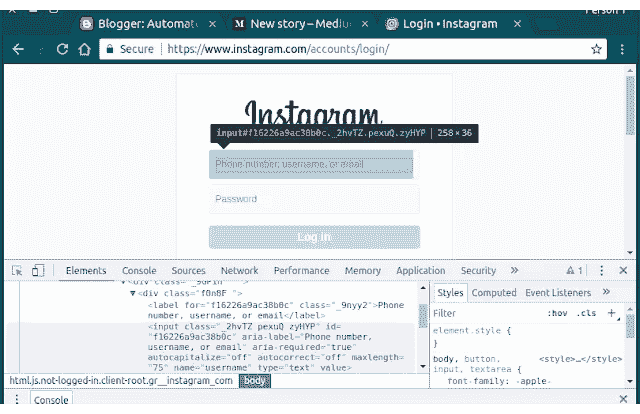 Person 1
Blogger: Automate
New story – Medium
Login • Instagram
Secure https://www.instagram.com/accounts/login/
Instagram
input#f16226a9ac38b0c._2hvTZ.pexuQ.zyHYP 258 × 36
Phone number, username, or email
Password
Log in
Elements Console Sources Network Performance Memory Application Security » 1
<div class="f0n8F ">
<label for="f16226a9ac38b0c" class="_9nyy2">Phone
number, username, or email</label>
<input class="_2hvTZ pexuQ zyHYP" id=
"f16226a9ac38b0c" aria-label="Phone number,
username, or email" aria-required="true"
autocapitalize="off" autocorrect="off" maxlength=
"75" name="username" type="text" value>
html.js.not-logged-in.client-root.gr__instagram_com body
Styles Computed Event Listeners »
Filter :hov .cls +
element.style {
}
body, button, <style>…</style>
input, textarea {
font-family: -apple-
Console